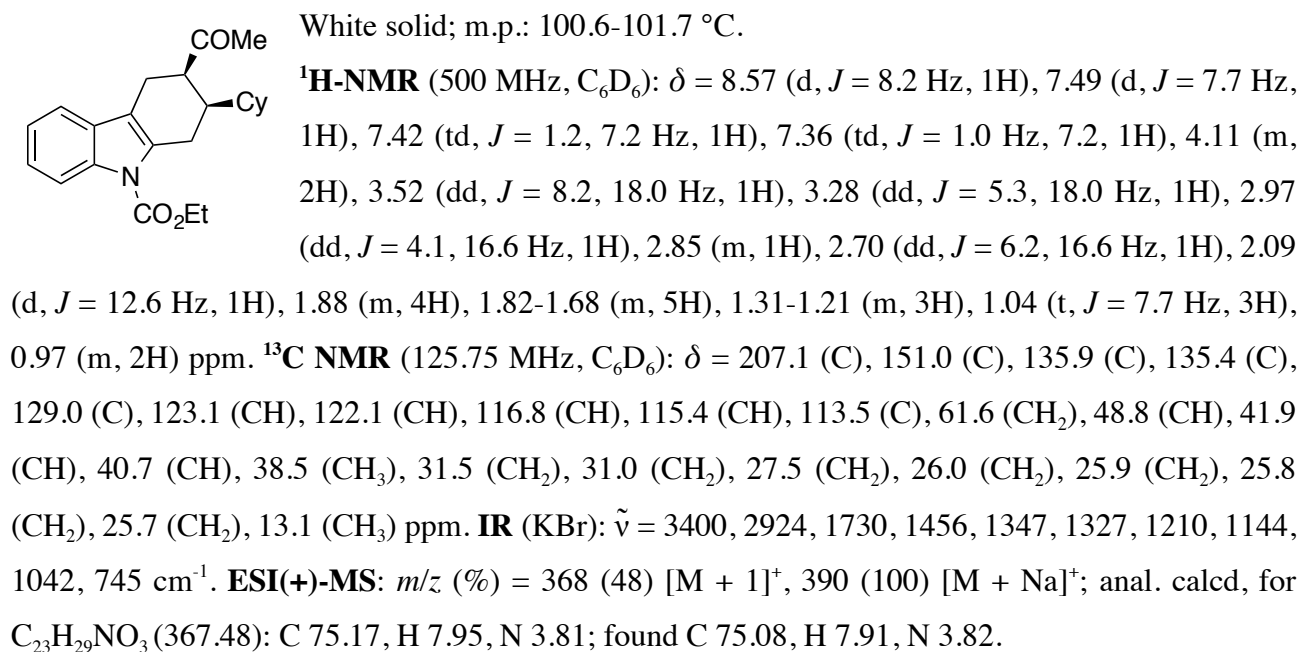 COMe
Cy
N
CO₂Et
White solid; m.p.: 100.6-101.7 °C.
¹H-NMR (500 MHz, C₆D₆): δ = 8.57 (d, J = 8.2 Hz, 1H), 7.49 (d, J = 7.7 Hz,
1H), 7.42 (td, J = 1.2, 7.2 Hz, 1H), 7.36 (td, J = 1.0 Hz, 7.2, 1H), 4.11 (m,
2H), 3.52 (dd, J = 8.2, 18.0 Hz, 1H), 3.28 (dd, J = 5.3, 18.0 Hz, 1H), 2.97
(dd, J = 4.1, 16.6 Hz, 1H), 2.85 (m, 1H), 2.70 (dd, J = 6.2, 16.6 Hz, 1H), 2.09
(d, J = 12.6 Hz, 1H), 1.88 (m, 4H), 1.82-1.68 (m, 5H), 1.31-1.21 (m, 3H), 1.04 (t, J = 7.7 Hz, 3H),
0.97 (m, 2H) ppm. ¹³C NMR (125.75 MHz, C₆D₆): δ = 207.1 (C), 151.0 (C), 135.9 (C), 135.4 (C),
129.0 (C), 123.1 (CH), 122.1 (CH), 116.8 (CH), 115.4 (CH), 113.5 (C), 61.6 (CH₂), 48.8 (CH), 41.9
(CH), 40.7 (CH), 38.5 (CH₃), 31.5 (CH₂), 31.0 (CH₂), 27.5 (CH₂), 26.0 (CH₂), 25.9 (CH₂), 25.8
(CH₂), 25.7 (CH₂), 13.1 (CH₃) ppm. IR (KBr): ν̃ = 3400, 2924, 1730, 1456, 1347, 1327, 1210, 1144,
1042, 745 cm⁻¹. ESI(+)-MS: m/z (%) = 368 (48) [M + 1]⁺, 390 (100) [M + Na]⁺; anal. calcd, for
C₂₃H₂₉NO₃ (367.48): C 75.17, H 7.95, N 3.81; found C 75.08, H 7.91, N 3.82.